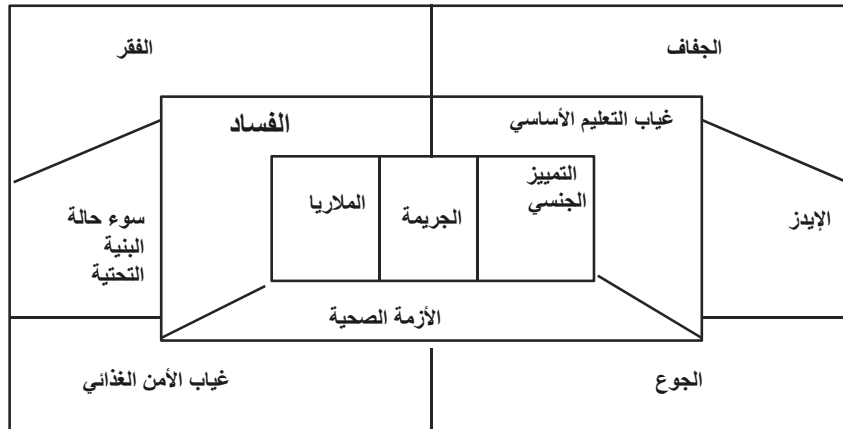 الجفاف
الفقر
غياب التعليم الأساسي
الفساد
التمييز
الجنسي
الجريمة
الملاريا
الإيدز
سوء حالة
البنية
التحتية
الأزمة الصحية
الجوع
غياب الأمن الغذائي